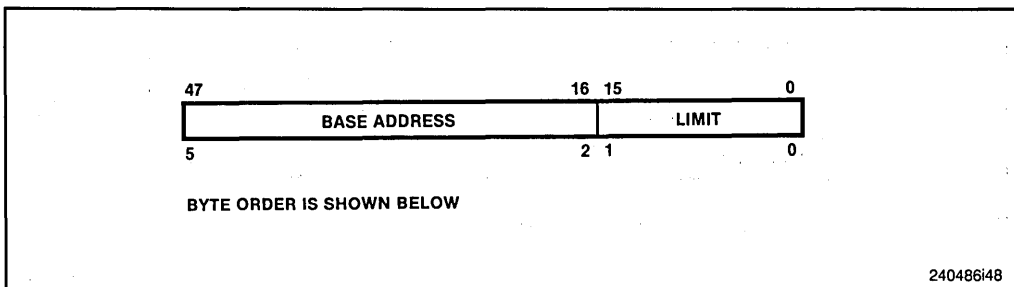 47 16 15 0
BASE ADDRESS LIMIT
5 2 1 0
BYTE ORDER IS SHOWN BELOW
240486i48